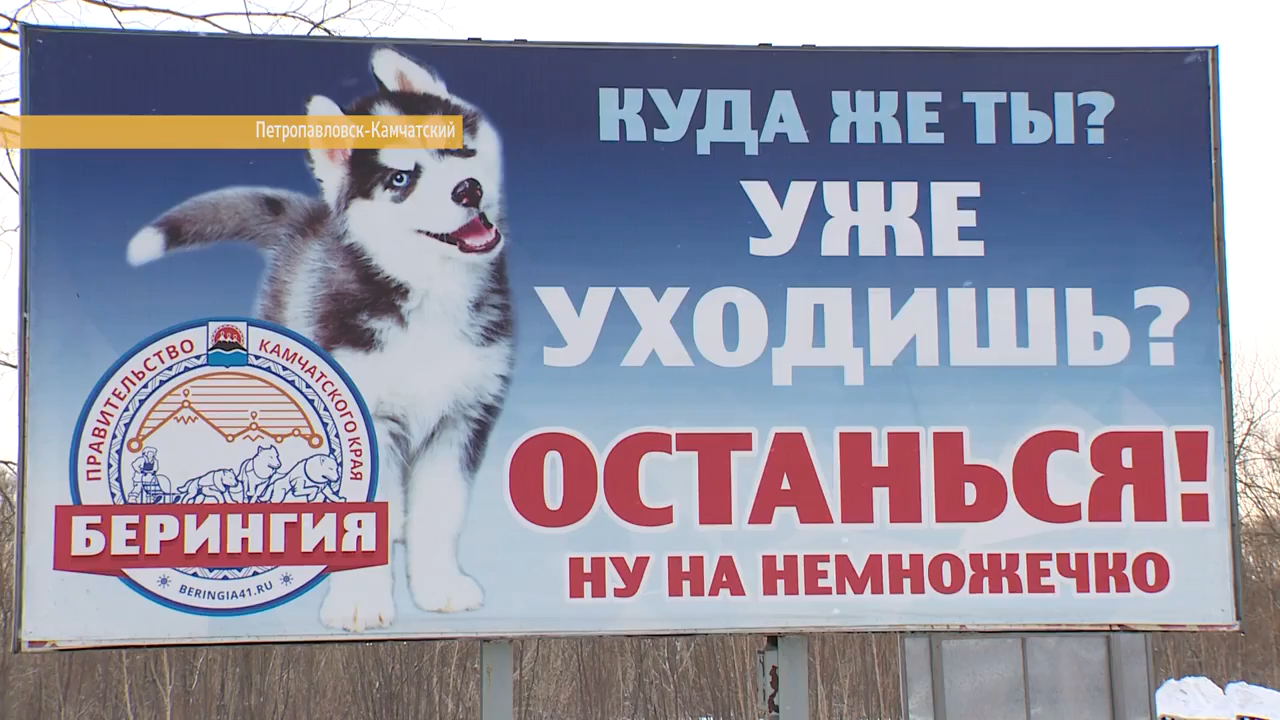 Петропавловск-Камчатский
КУДА ЖЕ ТЫ?
УЖЕ
УХОДИШЬ?
ОСТАНЬСЯ!
НУ НА НЕМНОЖЕЧКО
ПРАВИТЕЛЬСТВО КАМЧАТСКОГО КРАЯ
БЕРИНГИЯ
BERINGIA41.RU